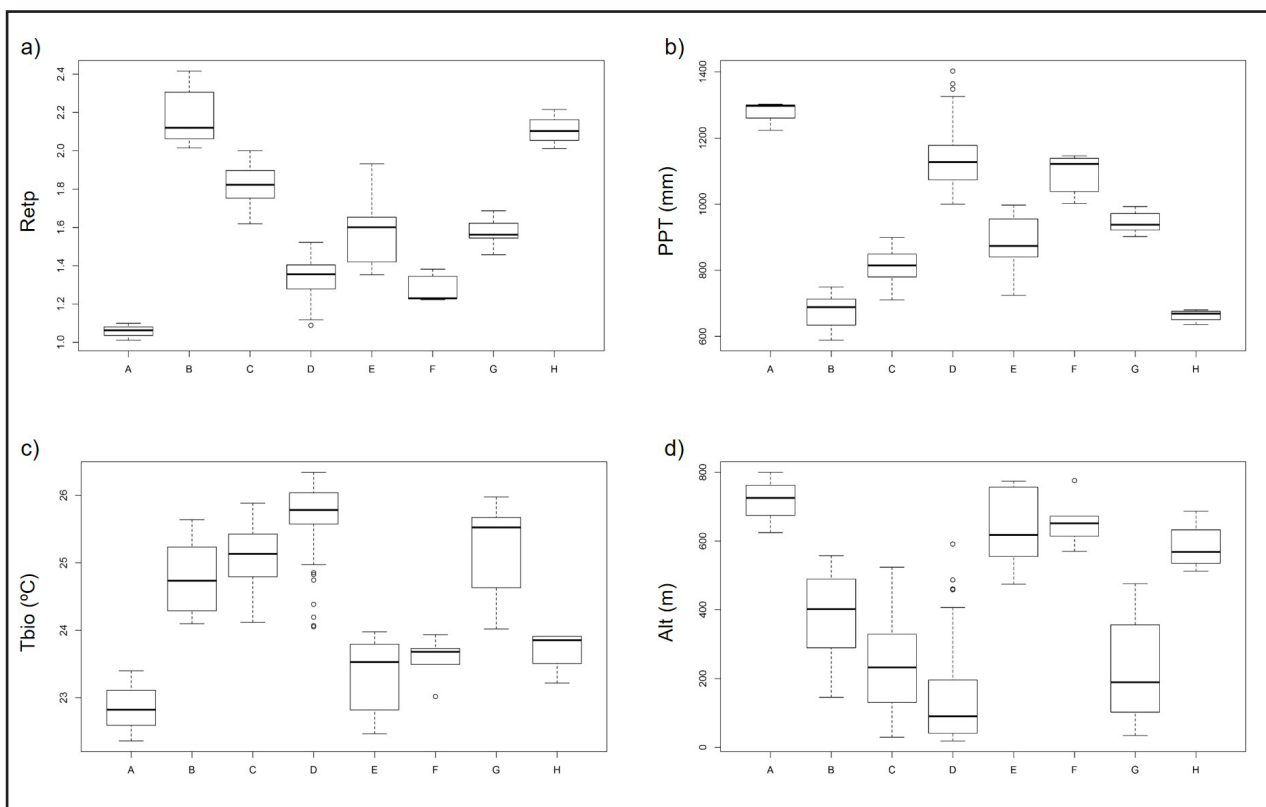 a)
Retp
2.4
2.2
2.0
1.8
1.6
1.4
1.2
1.0
A B C D E F G H
b)
PPT (mm)
1400
1200
1000
800
600
A B C D E F G H
c)
Tbio (ºC)
26
25
24
23
A B C D E F G H
d)
Alt (m)
800
600
400
200
0
A B C D E F G H